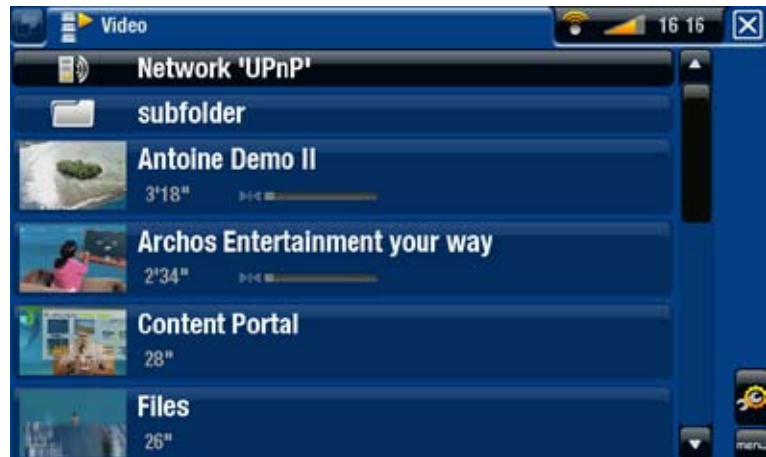 Video
16 16
Network 'UPnP'
subfolder
Antoine Demo II
3'18"
Archos Entertainment your way
2'34"
Content Portal
28"
Files
26"
menu